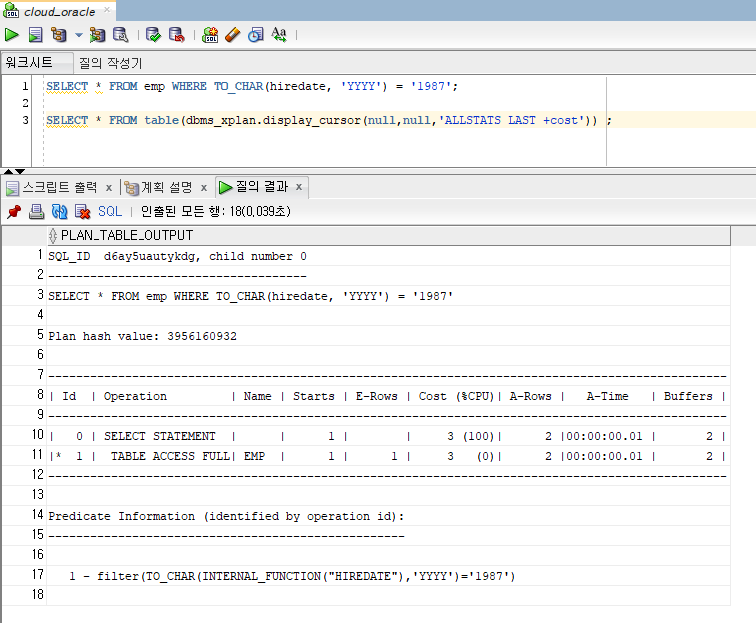 cloud_oracle
워크시트 질의 작성기
1 SELECT * FROM emp WHERE TO_CHAR(hiredate, 'YYYY') = '1987';
2
3 SELECT * FROM table(dbms_xplan.display_cursor(null,null,'ALLSTATS LAST +cost')) ;
스크립트 출력 x 계획 설명 x 질의 결과 x
SQL | 인출된 모든 행: 18(0,039초)
PLAN_TABLE_OUTPUT
1 SQL_ID  d6ay5uautykdg, child number 0
2 -------------------------------------
3 SELECT * FROM emp WHERE TO_CHAR(hiredate, 'YYYY') = '1987'
4
5 Plan hash value: 3956160932
6
7 -------------------------------------------------------------------------------------------------
8 | Id  | Operation         | Name | Starts | E-Rows | Cost (%CPU)| A-Rows |   A-Time   | Buffers |
9 -------------------------------------------------------------------------------------------------
10 |   0 | SELECT STATEMENT  |      |      1 |        |     3 (100)|      2 |00:00:00.01 |       2 |
11 |*  1 |  TABLE ACCESS FULL| EMP  |      1 |      1 |     3   (0)|      2 |00:00:00.01 |       2 |
12 -------------------------------------------------------------------------------------------------
13
14 Predicate Information (identified by operation id):
15 ---------------------------------------------------
16
17    1 - filter(TO_CHAR(INTERNAL_FUNCTION("HIREDATE"),'YYYY')='1987')
18